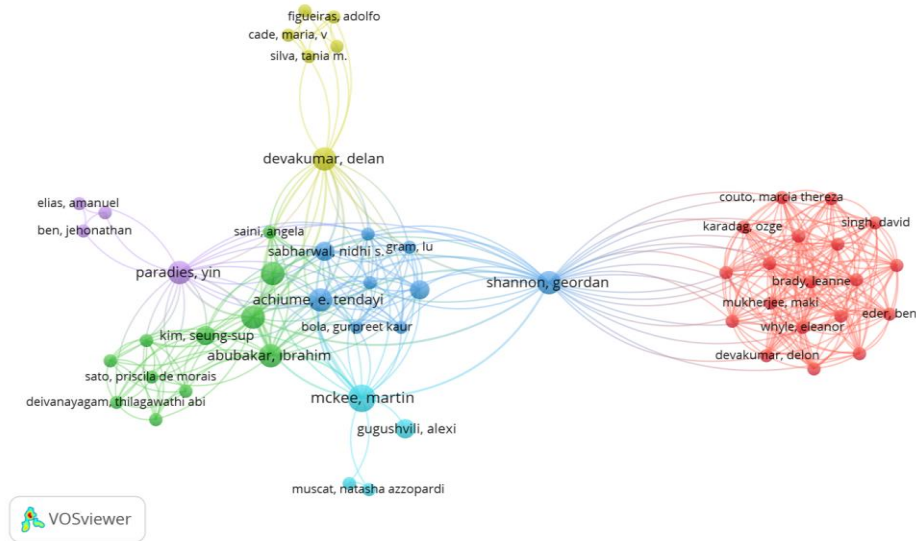 figueiras, adolfo
cade, maria, v
silva, tania m.
devakumar, delan
elias, amanuel
ben, jehonathan
paradies, yin
saini, angela
sabharwal, nidhi s.
gram, lu
achiume, e. tendayi
bola, gurpreet kaur
kim, seung-sup
abubakar, ibrahim
sato, priscila de morais
deivanayagam, thilagawathi abi
mckee, martin
gugushvili, alexi
muscat, natasha azzopardi
shannon, geordan
couto, marcia thereza
karadag, ozge
singh, david
brady, leanne
mukherjee, maki
eder, ben
whyle, eleanor
devakumar, delon
VOSviewer